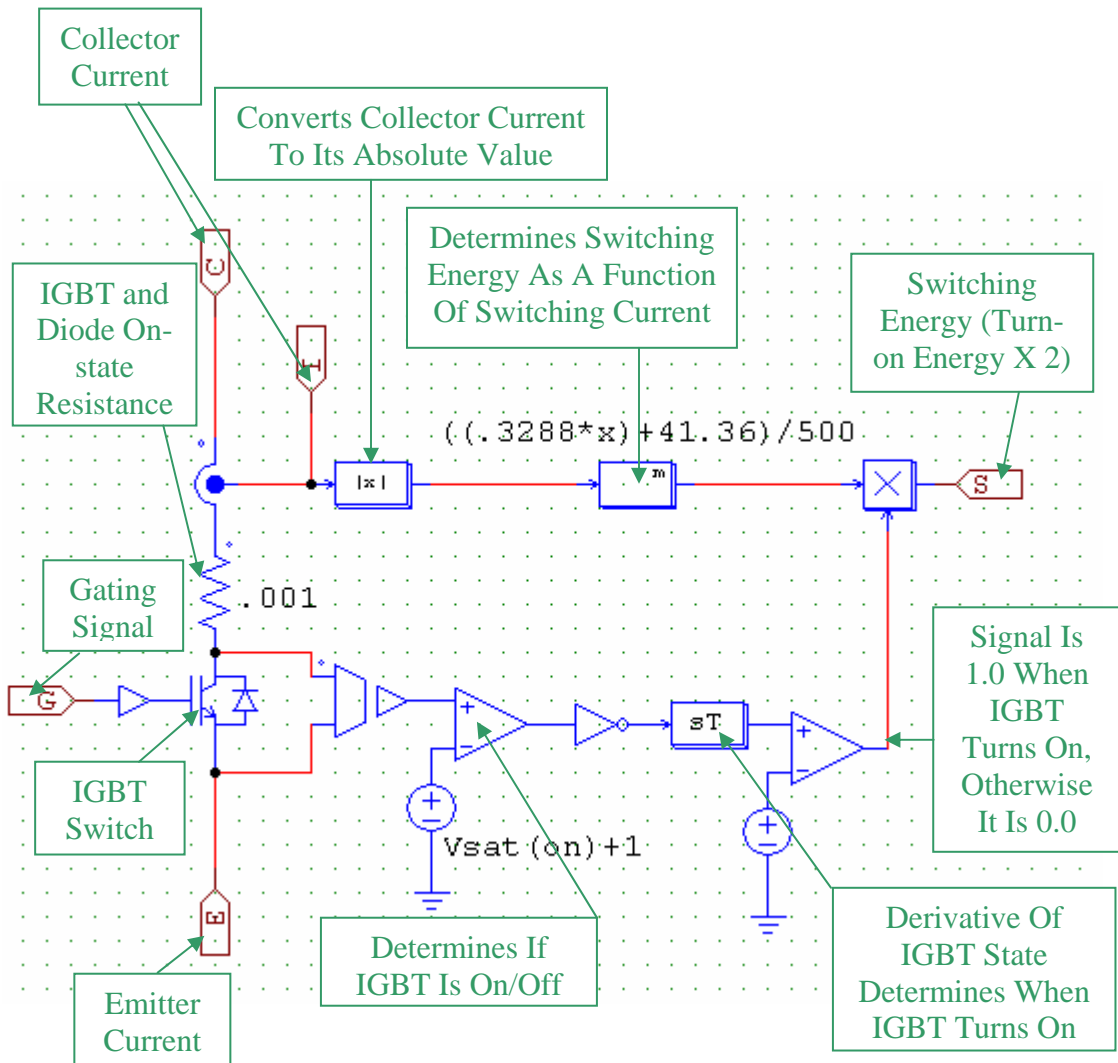 Collector
Current
Converts Collector Current
To Its Absolute Value
Determines Switching
Energy As A Function
Of Switching Current
Switching
Energy (Turn-
on Energy X 2)
IGBT and
Diode On-
state
Resistance
C
I
((.3288*x)+41.36)/500
|x|
m
S
.001
Gating
Signal
G
Signal Is
1.0 When
IGBT
Turns On,
Otherwise
It Is 0.0
sT
IGBT
Switch
Vsat(on)+1
E
Determines If
IGBT Is On/Off
Derivative Of
IGBT State
Determines When
IGBT Turns On
Emitter
Current